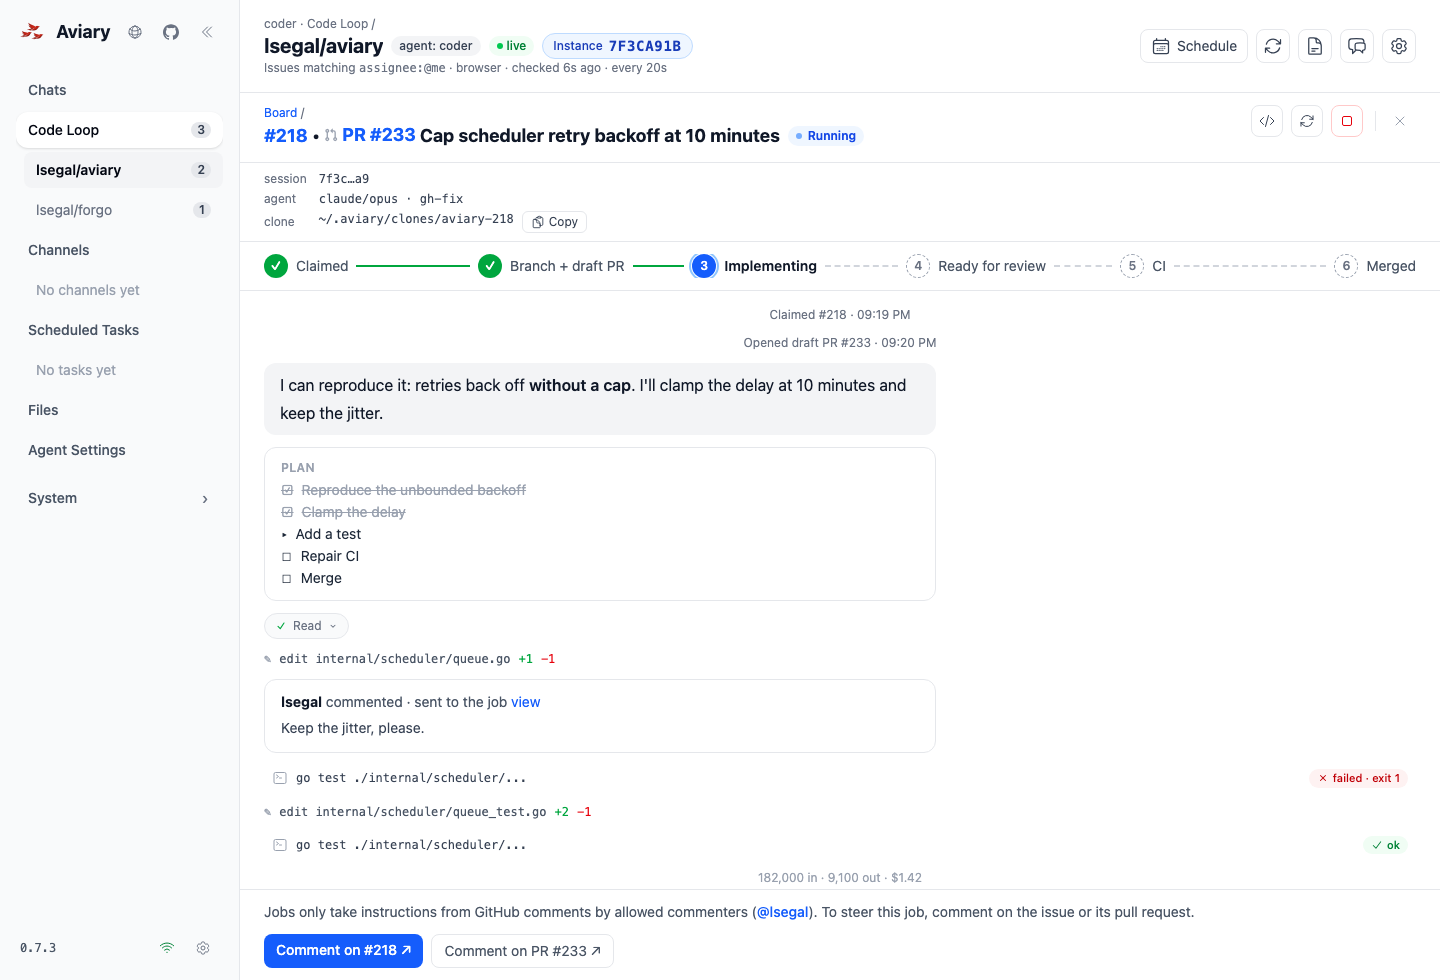 Aviary
Chats
Code Loop 3
lsegal/aviary 2
lsegal/forgo 1
Channels
No channels yet
Scheduled Tasks
No tasks yet
Files
Agent Settings
System
0.7.3
coder · Code Loop /
lsegal/aviary agent: coder live Instance 7F3CA91B
Issues matching assignee:@me · browser · checked 6s ago · every 20s
Schedule
Board /
#218 • PR #233 Cap scheduler retry backoff at 10 minutes Running
session 7f3c…a9
agent claude/opus · gh-fix
clone ~/.aviary/clones/aviary-218 Copy
Claimed Branch + draft PR 3 Implementing 4 Ready for review 5 CI 6 Merged
Claimed #218 · 09:19 PM
Opened draft PR #233 · 09:20 PM
I can reproduce it: retries back off without a cap. I'll clamp the delay at 10 minutes and
keep the jitter.
PLAN
Reproduce the unbounded backoff
Clamp the delay
Add a test
Repair CI
Merge
Read
edit internal/scheduler/queue.go +1 −1
lsegal commented · sent to the job view
Keep the jitter, please.
go test ./internal/scheduler/... failed · exit 1
edit internal/scheduler/queue_test.go +2 −1
go test ./internal/scheduler/... ok
182,000 in · 9,100 out · $1.42
Jobs only take instructions from GitHub comments by allowed commenters (@lsegal). To steer this job, comment on the issue or its pull request.
Comment on #218 ↗ Comment on PR #233 ↗